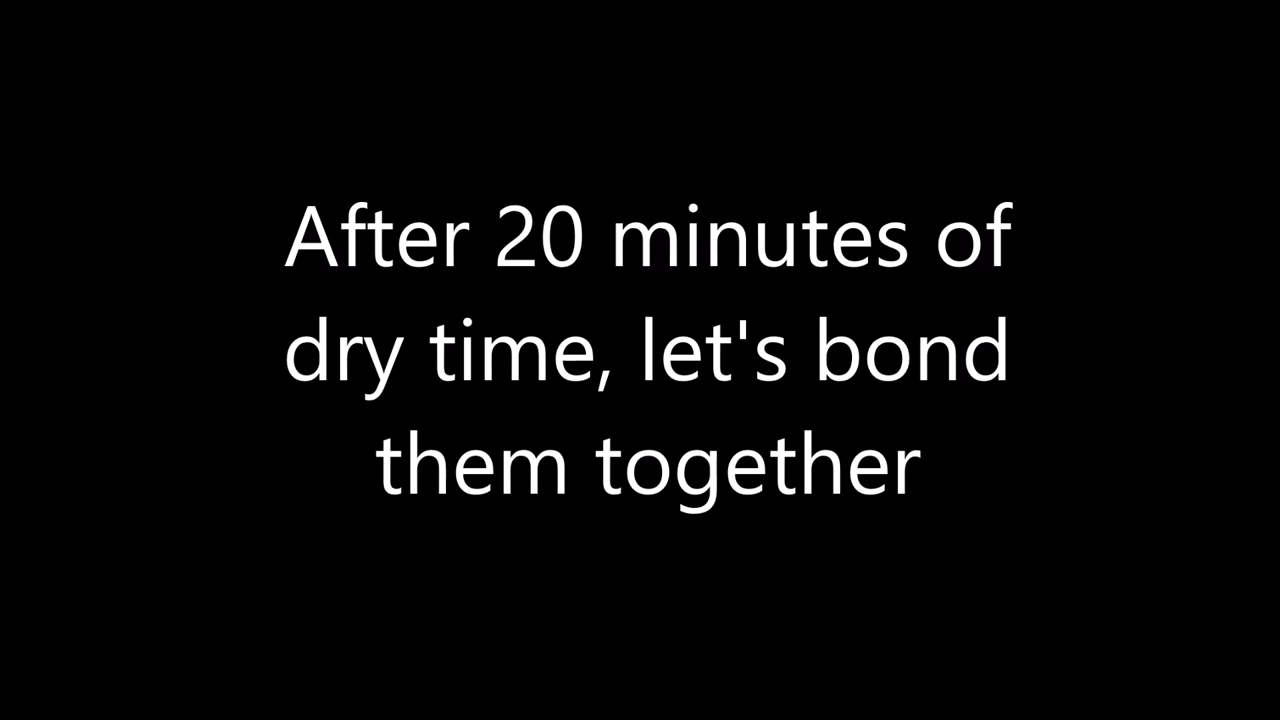 After 20 minutes of
dry time, let's bond
them together